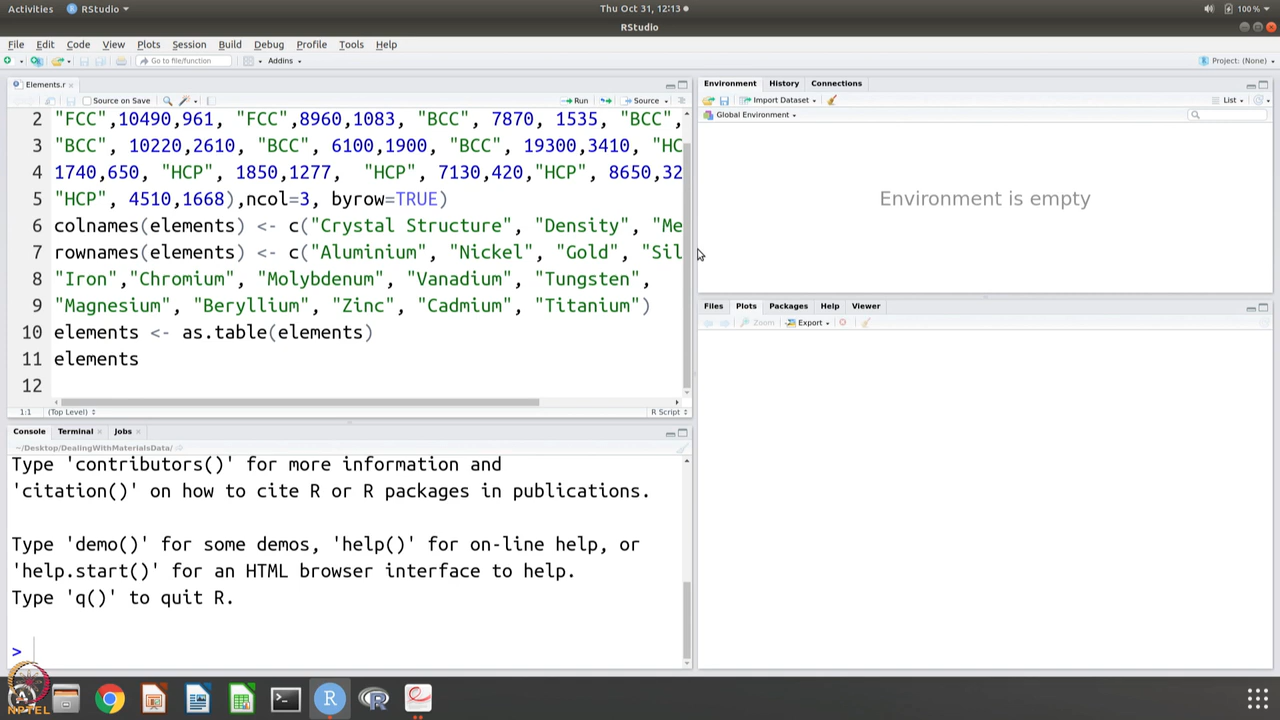 Activities RStudio Thu Oct 31, 12:13 100%
RStudio
File Edit Code View Plots Session Build Debug Profile Tools Help
Go to file/function Addins Project: (None)
Elements.r
Source on Save Run Source
2 "FCC",10490,961, "FCC",8960,1083, "BCC", 7870, 1535, "BCC",
3 "BCC", 10220,2610, "BCC", 6100,1900, "BCC", 19300,3410, "HC
4 1740,650, "HCP", 1850,1277, "HCP", 7130,420,"HCP", 8650,32
5 "HCP", 4510,1668),ncol=3, byrow=TRUE)
6 colnames(elements) <- c("Crystal Structure", "Density", "Me
7 rownames(elements) <- c("Aluminium", "Nickel", "Gold", "Sil
8 "Iron","Chromium", "Molybdenum", "Vanadium", "Tungsten",
9 "Magnesium", "Beryllium", "Zinc", "Cadmium", "Titanium")
10 elements <- as.table(elements)
11 elements
12
1:1 (Top Level) R Script
Console Terminal Jobs
~/Desktop/DealingWithMaterialsData/
Type 'contributors()' for more information and
'citation()' on how to cite R or R packages in publications.
Type 'demo()' for some demos, 'help()' for on-line help, or
'help.start()' for an HTML browser interface to help.
Type 'q()' to quit R.
>
Environment History Connections
Import Dataset List
Global Environment
Environment is empty
Files Plots Packages Help Viewer
Zoom Export
NPTEL